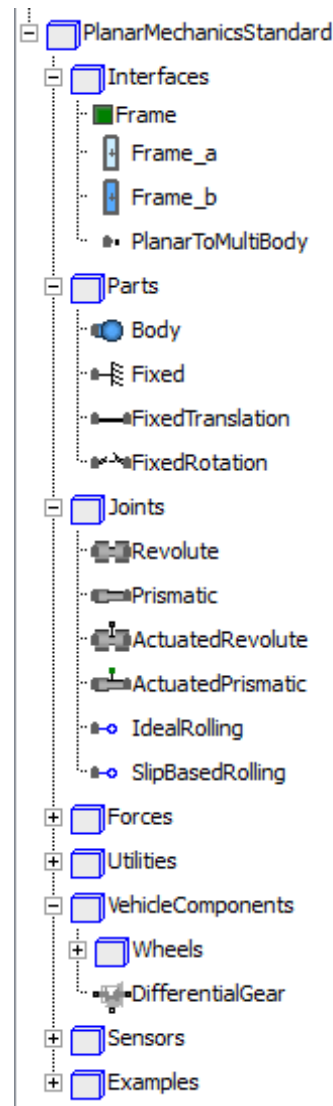 PlanarMechanicsStandard
Interfaces
Frame
Frame_a
Frame_b
PlanarToMultiBody
Parts
Body
Fixed
FixedTranslation
FixedRotation
Joints
Revolute
Prismatic
ActuatedRevolute
ActuatedPrismatic
IdealRolling
SlipBasedRolling
Forces
Utilities
VehicleComponents
Wheels
DifferentialGear
Sensors
Examples